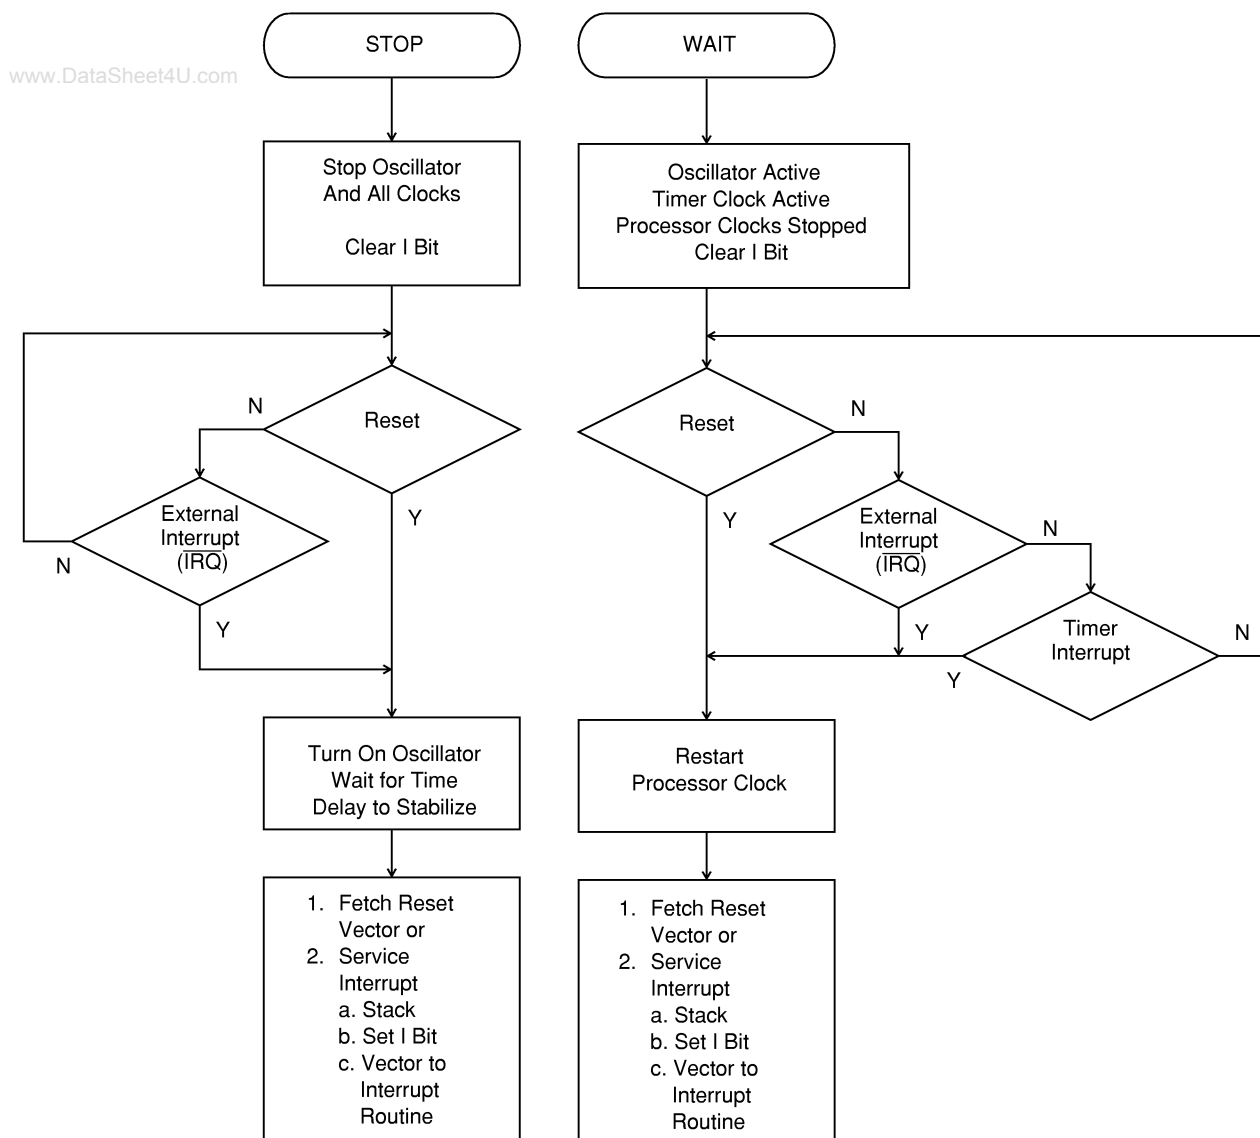 STOP
WAIT
www.DataSheet4U.com
Stop Oscillator
And All Clocks
Clear I Bit
Oscillator Active
Timer Clock Active
Processor Clocks Stopped
Clear I Bit
N
Reset
Y
External
Interrupt
(IRQ)
N
Y
Reset
N
Y
External
Interrupt
(IRQ)
N
Y
Timer
Interrupt
N
Y
Turn On Oscillator
Wait for Time
Delay to Stabilize
Restart
Processor Clock
1. Fetch Reset
Vector or
2. Service
Interrupt
a. Stack
b. Set I Bit
c. Vector to
Interrupt
Routine
1. Fetch Reset
Vector or
2. Service
Interrupt
a. Stack
b. Set I Bit
c. Vector to
Interrupt
Routine